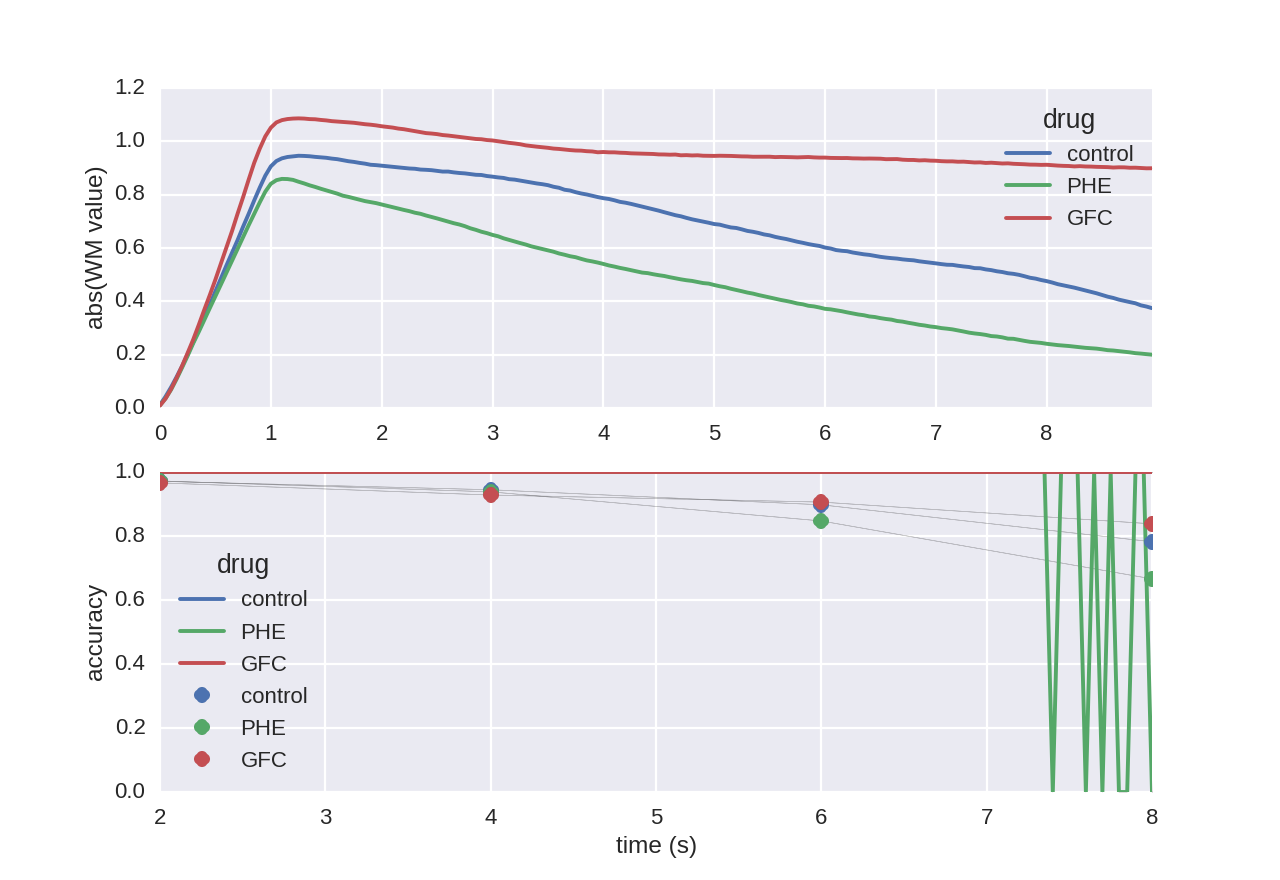 1.2
1.0
0.8
0.6
0.4
0.2
0.0
abs(WM value)
drug
control
PHE
GFC
0 1 2 3 4 5 6 7 8
1.0
0.8
0.6
0.4
0.2
0.0
accuracy
drug
control
PHE
GFC
control
PHE
GFC
2 3 4 5 6 7 8
time (s)